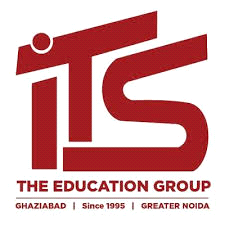 iTS
THE EDUCATION GROUP
GHAZIABAD | Since 1995 | GREATER NOIDA